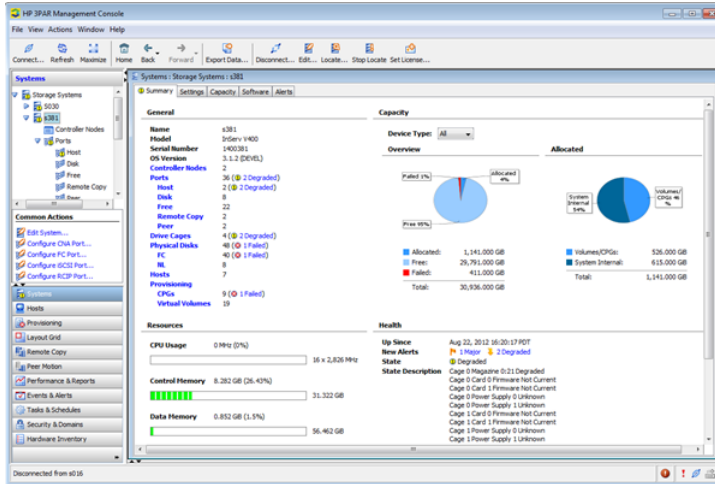 HP 3PAR Management Console
File View Actions Window Help
Connect... Refresh Maximize Home Back Forward Export Data... Disconnect... Edit... Locate... Stop Locate Set License...
Systems
Storage Systems
S030
s381
Controller Nodes
Ports
Host
Disk
Free
Remote Copy
Peer
Common Actions
Edit System...
Configure CNA Port...
Configure FC Port...
Configure iSCSI Port...
Configure RCIP Port...
Systems
Hosts
Provisioning
Layout Grid
Remote Copy
Peer Motion
Performance & Reports
Events & Alerts
Tasks & Schedules
Security & Domains
Hardware Inventory
Systems : Storage Systems : s381
Summary Settings Capacity Software Alerts
General
Name s381
Model InServ V400
Serial Number 1400381
OS Version 3.1.2 (DEVEL)
Controller Nodes 2
Ports 36 ( 2 Degraded)
Host 2 ( 2 Degraded)
Disk 8
Free 22
Remote Copy 2
Peer 2
Drive Cages 4 ( 2 Degraded)
Physical Disks 48 ( 1 Failed)
FC 40 ( 1 Failed)
NL 8
Hosts 7
Provisioning
CPGs 9 ( 1 Failed)
Virtual Volumes 19
Capacity
Device Type: All
Overview
Failed 1%
Allocated 4%
Free 95%
Allocated: 1,141.000 GB
Free: 29,791.000 GB
Failed: 411.000 GB
Total: 30,936.000 GB
Allocated
System Internal 54%
Volumes/CPGs 46 %
Volumes/CPGs: 526.000 GB
System Internal: 615.000 GB
Total: 1,141.000 GB
Resources
CPU Usage 0 MHz (0%)
16 x 2,826 MHz
Control Memory 8.282 GB (26.43%)
31.322 GB
Data Memory 0.852 GB (1.5%)
56.462 GB
Health
Up Since Aug 22, 2012 16:20:17 PDT
New Alerts 1 Major 2 Degraded
State Degraded
State Description Cage 0 Magazine 0:21 Degraded
Cage 0 Card 0 Firmware Not Current
Cage 0 Card 1 Firmware Not Current
Cage 0 Power Supply 0 Unknown
Cage 0 Power Supply 1 Unknown
Cage 1 Card 0 Firmware Not Current
Cage 1 Card 1 Firmware Not Current
Cage 1 Power Supply 0 Unknown
Cage 1 Power Supply 1 Unknown
Disconnected from s016